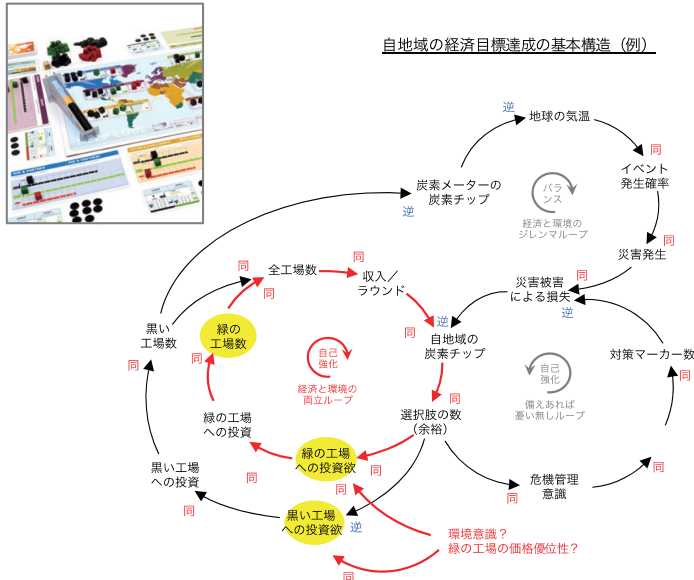 自地域の経済目標達成の基本構造（例）
逆
地球の気温
同
イベント
発生確率
炭素メーターの
炭素チップ
逆
バラ
ンス
経済と環境の
ジレンマループ
同
災害発生
同
全工場数
同
収入／
ラウンド
同
同
災害被害
による損失
逆
黒い
工場数
緑の
工場数
同
逆
自地域の
炭素チップ
対策マーカー数
同
自己
強化
経済と環境の
両立ループ
自己
強化
備えあれば
憂い無しループ
同
同
緑の工場
への投資
同
選択肢の数
（余裕）
黒い工場
への投資
同
緑の工場
への投資欲
同
同
危機管理
意識
同
同
同
黒い工場
への投資欲
逆
環境意識？
緑の工場の価格優位性？
同